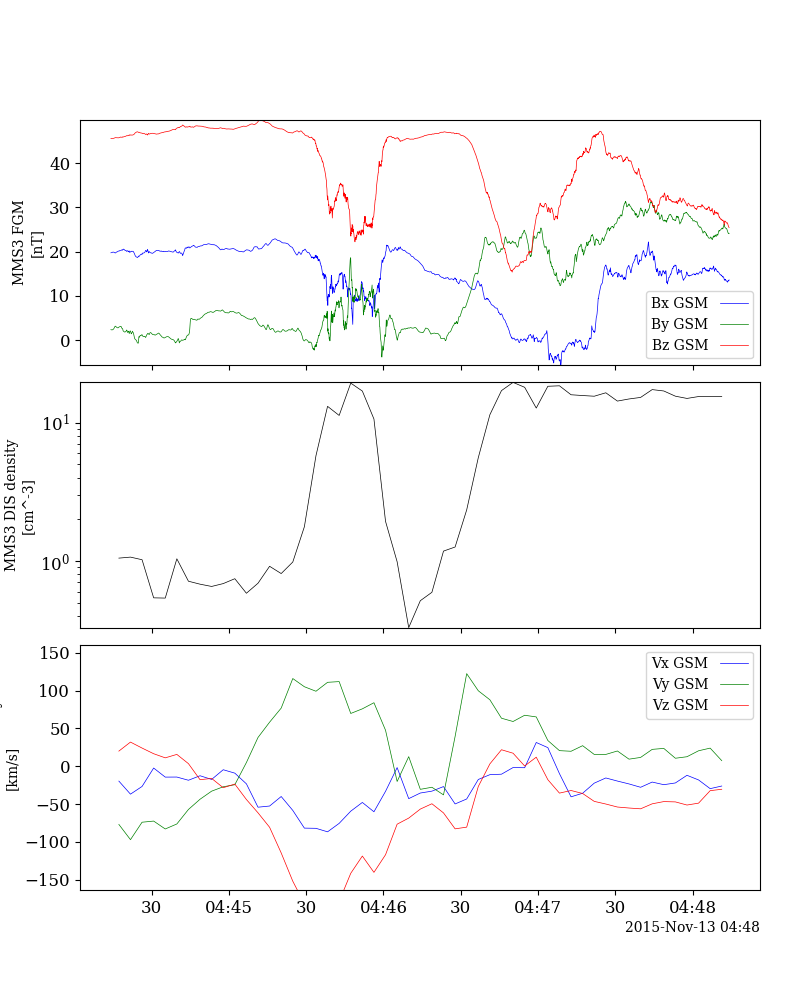 MMS3 FGM
[nT]
40
30
20
10
0
Bx GSM
By GSM
Bz GSM
MMS3 DIS density
[cm^-3]
10^1
10^0
[km/s]
150
100
50
0
−50
−100
−150
Vx GSM
Vy GSM
Vz GSM
30 04:45 30 04:46 30 04:47 30 04:48
2015-Nov-13 04:48